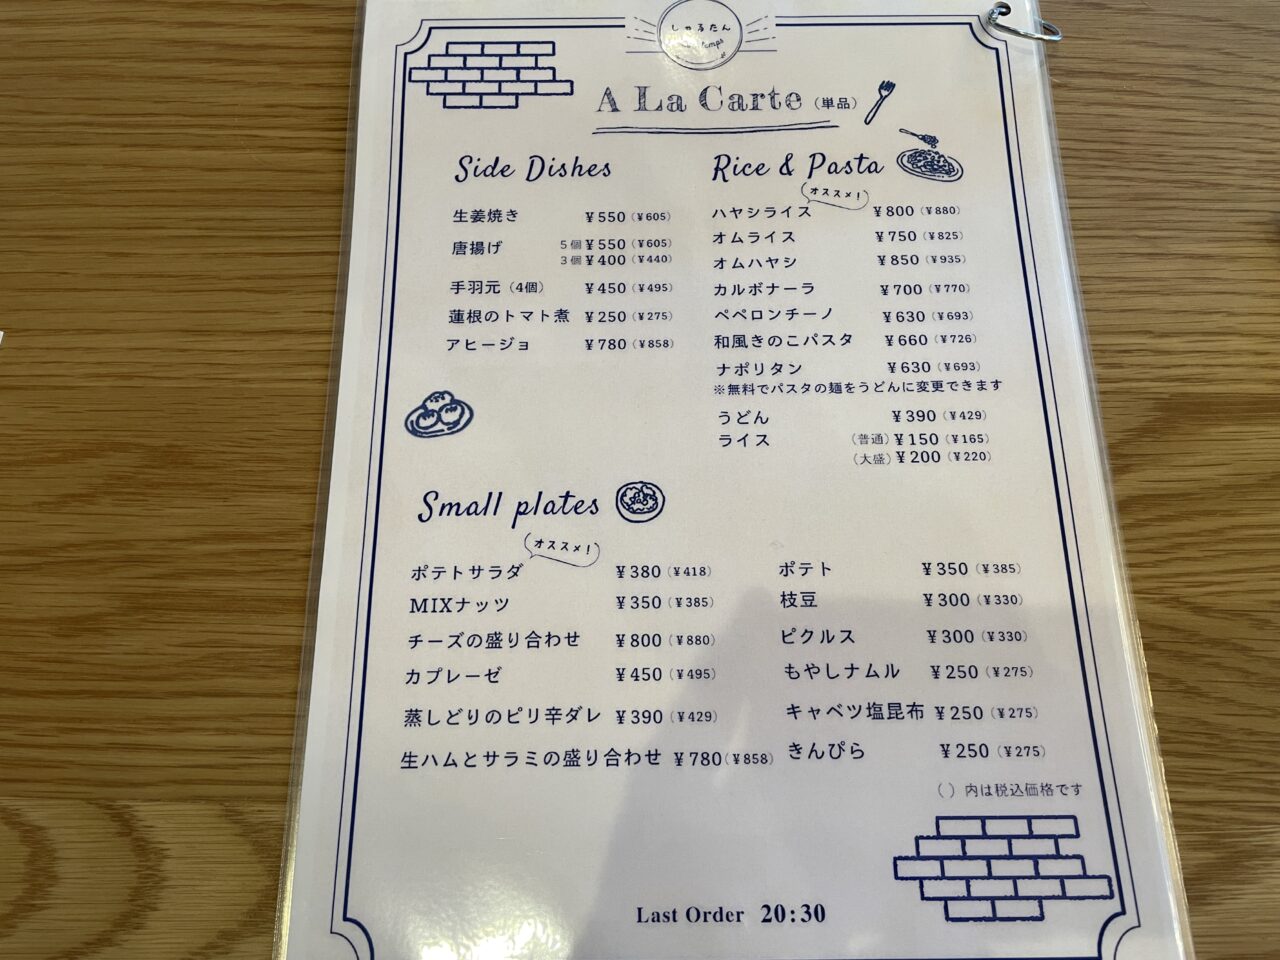 しゃるたん
A La Carte（単品）
Side Dishes
生姜焼き ¥550（¥605）
唐揚げ 5個 ¥550（¥605）
3個 ¥400（¥440）
手羽元（4個） ¥450（¥495）
蓮根のトマト煮 ¥250（¥275）
アヒージョ ¥780（¥858）
Rice & Pasta
オススメ！
ハヤシライス ¥800（¥880）
オムライス ¥750（¥825）
オムハヤシ ¥850（¥935）
カルボナーラ ¥700（¥770）
ペペロンチーノ ¥630（¥693）
和風きのこパスタ ¥660（¥726）
ナポリタン ¥630（¥693）
※無料でパスタの麺をうどんに変更できます
うどん ¥390（¥429）
ライス （普通）¥150（¥165）
（大盛）¥200（¥220）
Small plates
オススメ！
ポテトサラダ ¥380（¥418）
MIXナッツ ¥350（¥385）
チーズの盛り合わせ ¥800（¥880）
カプレーゼ ¥450（¥495）
蒸しどりのピリ辛ダレ ¥390（¥429）
生ハムとサラミの盛り合わせ ¥780（¥858）
ポテト ¥350（¥385）
枝豆 ¥300（¥330）
ピクルス ¥300（¥330）
もやしナムル ¥250（¥275）
キャベツ塩昆布 ¥250（¥275）
きんぴら ¥250（¥275）
（ ）内は税込価格です
Last Order 20:30